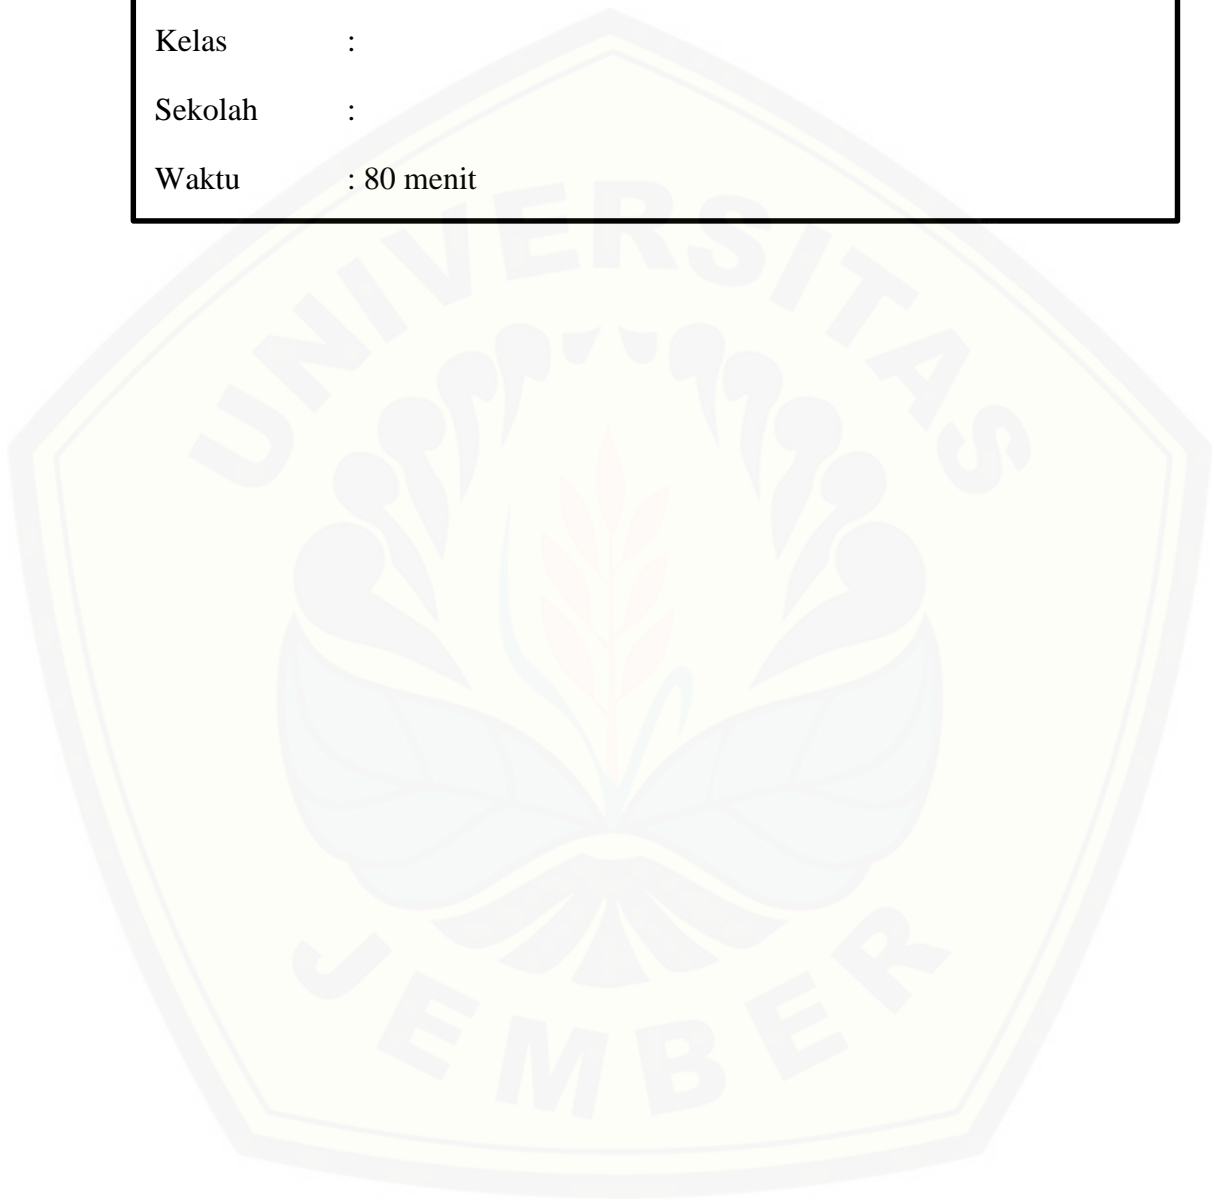 Kelas :
Sekolah :
Waktu : 80 menit
UNIVERSITAS
JEMBER